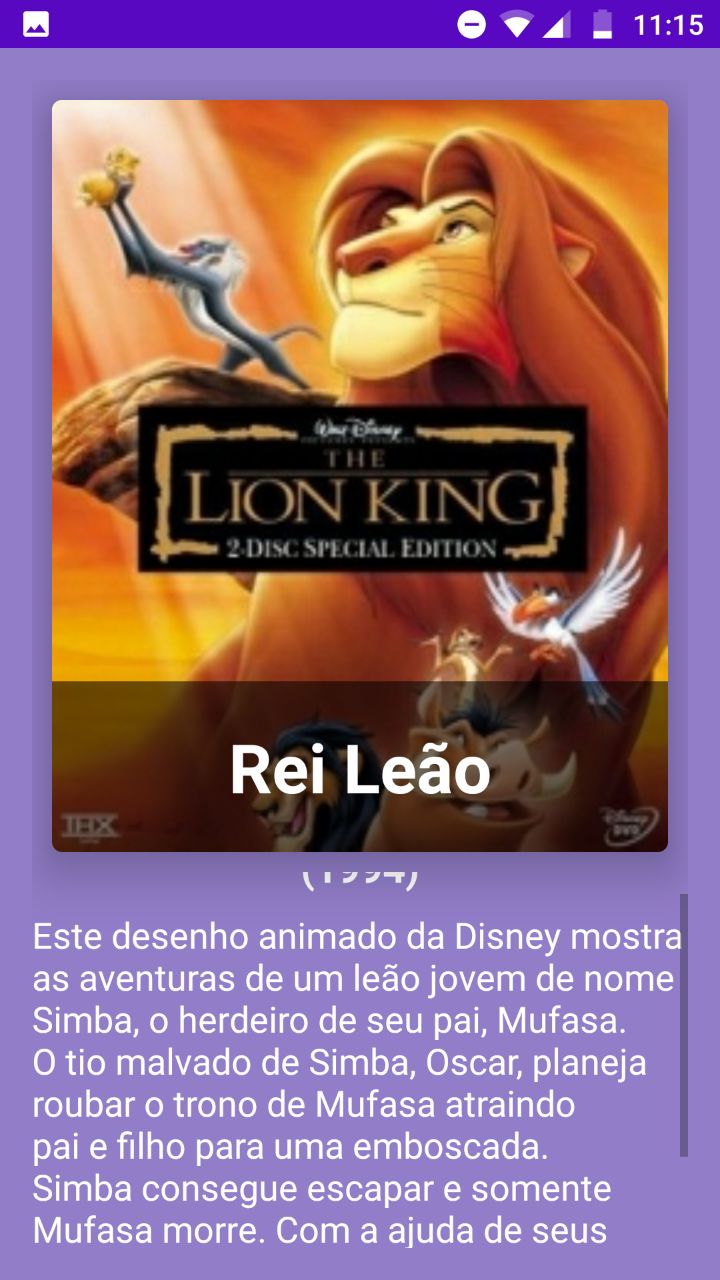 11:15
Walt Disney
THE
LION KING
2-DISC SPECIAL EDITION
Rei Leão
THX
Disney
DVD
(1994)
Este desenho animado da Disney mostra
as aventuras de um leão jovem de nome
Simba, o herdeiro de seu pai, Mufasa.
O tio malvado de Simba, Oscar, planeja
roubar o trono de Mufasa atraindo
pai e filho para uma emboscada.
Simba consegue escapar e somente
Mufasa morre. Com a ajuda de seus